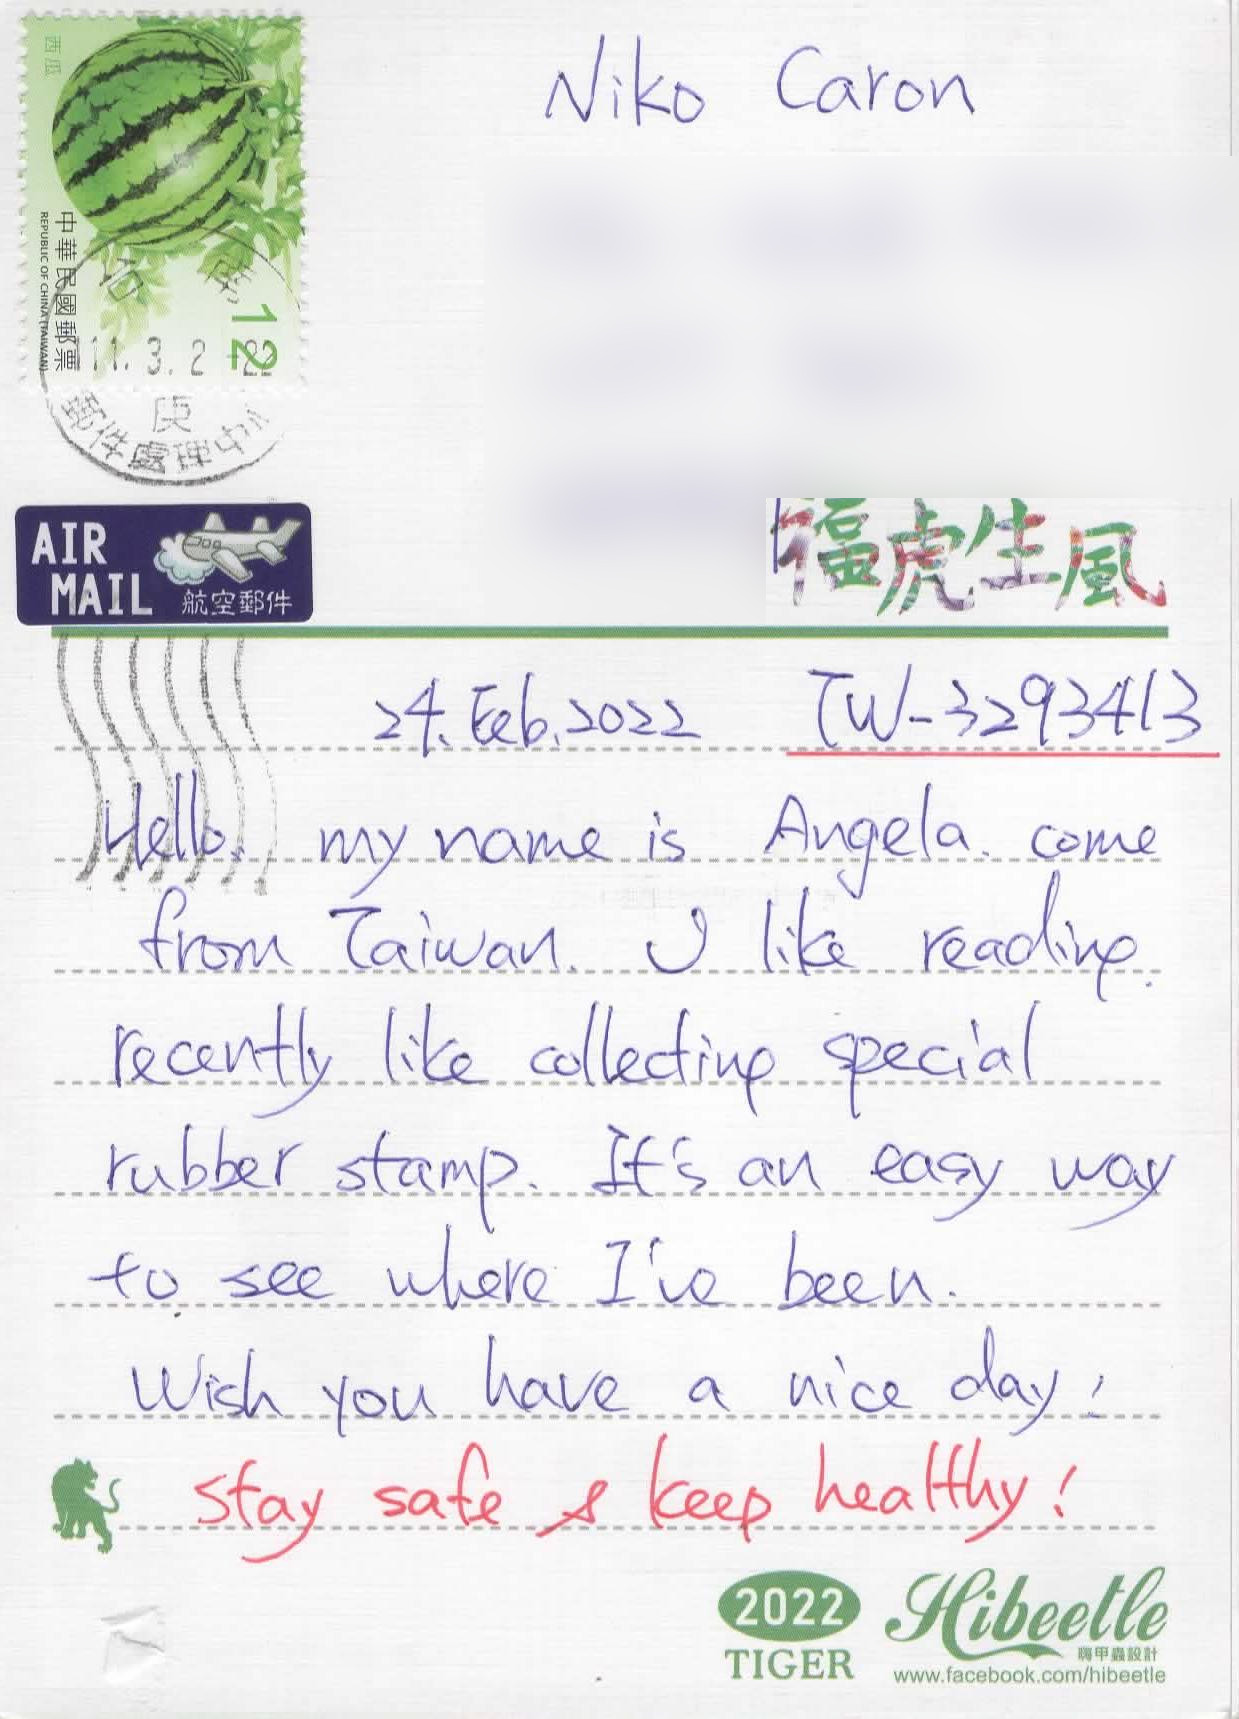 西瓜
中華民國郵票
REPUBLIC OF CHINA (TAIWAN)
12
11.3.2
郵件處理中心
Niko Caron
AIR
MAIL 航空郵件
福虎生風
24.Feb.2022 TW-3293413
Hello, my name is Angela. come
from Taiwan. I like reading.
recently like collecting special
rubber stamp. It's an easy way
to see where I've been.
Wish you have a nice day!
stay safe & keep healthy!
2022
TIGER
Hibeetle
嗨甲蟲設計
www.facebook.com/hibeetle